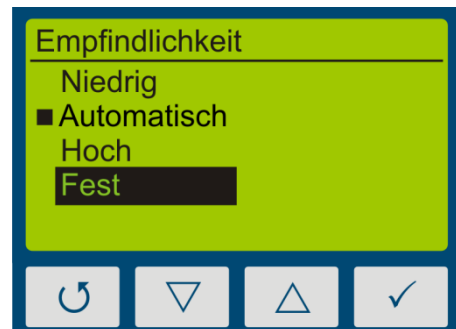 Empfindlichkeit
Niedrig
Automatisch
Hoch
Fest